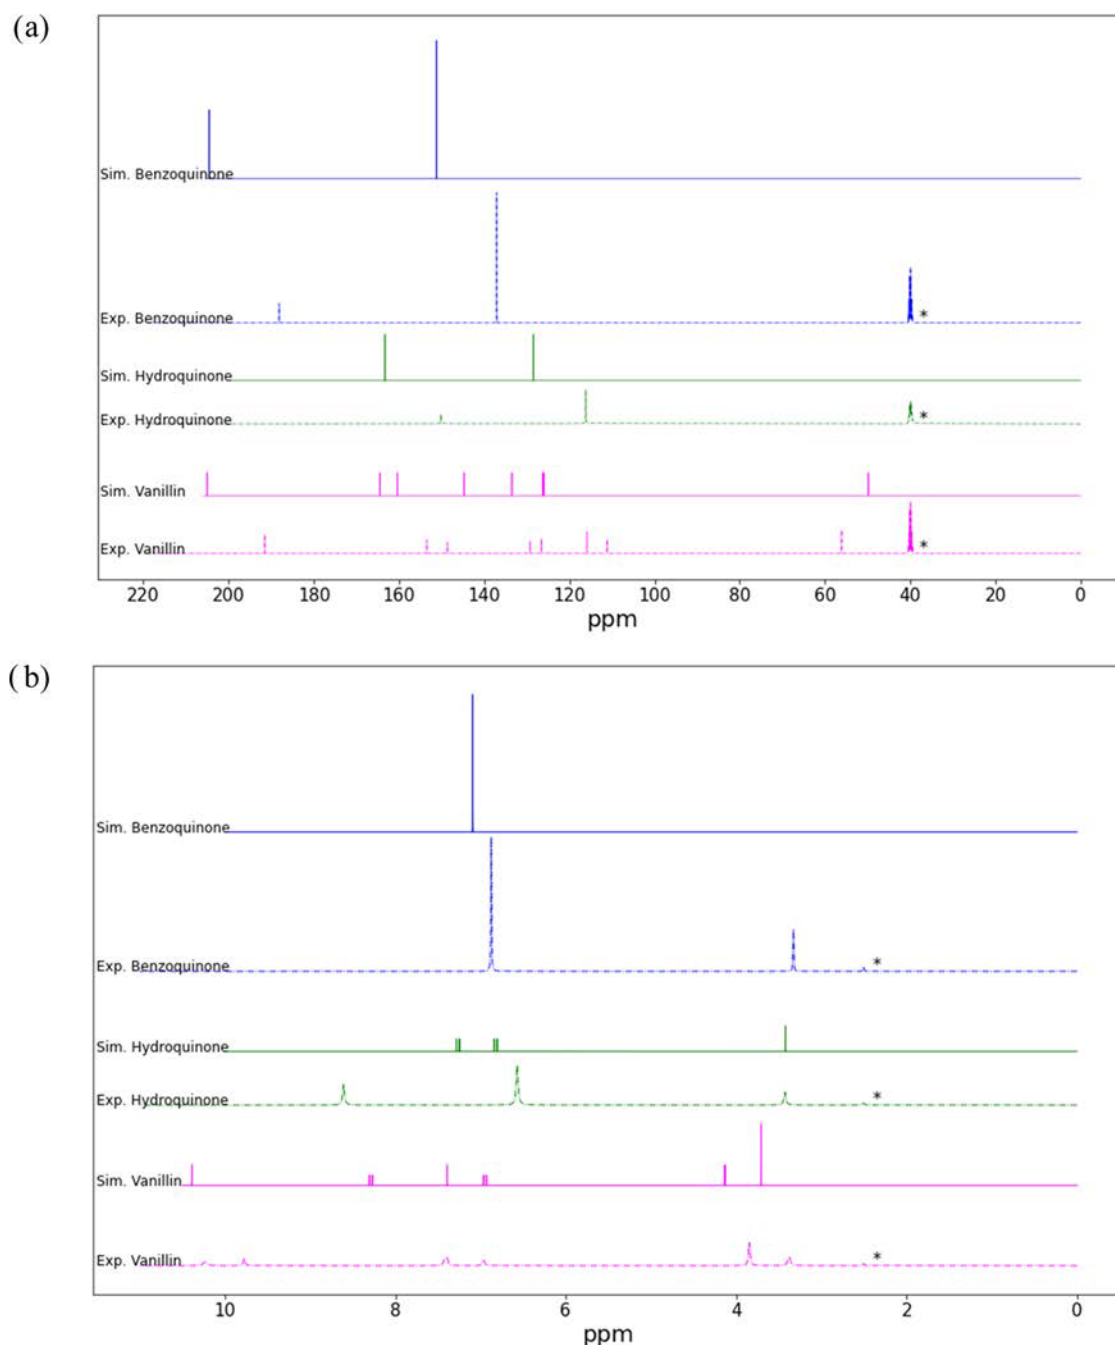 (a)
Sim. Benzoquinone
Exp. Benzoquinone
*
Sim. Hydroquinone
Exp. Hydroquinone
*
Sim. Vanillin
Exp. Vanillin
*
220 200 180 160 140 120 100 80 60 40 20 0
ppm
(b)
Sim. Benzoquinone
Exp. Benzoquinone
*
Sim. Hydroquinone
Exp. Hydroquinone
*
Sim. Vanillin
Exp. Vanillin
*
10 8 6 4 2 0
ppm